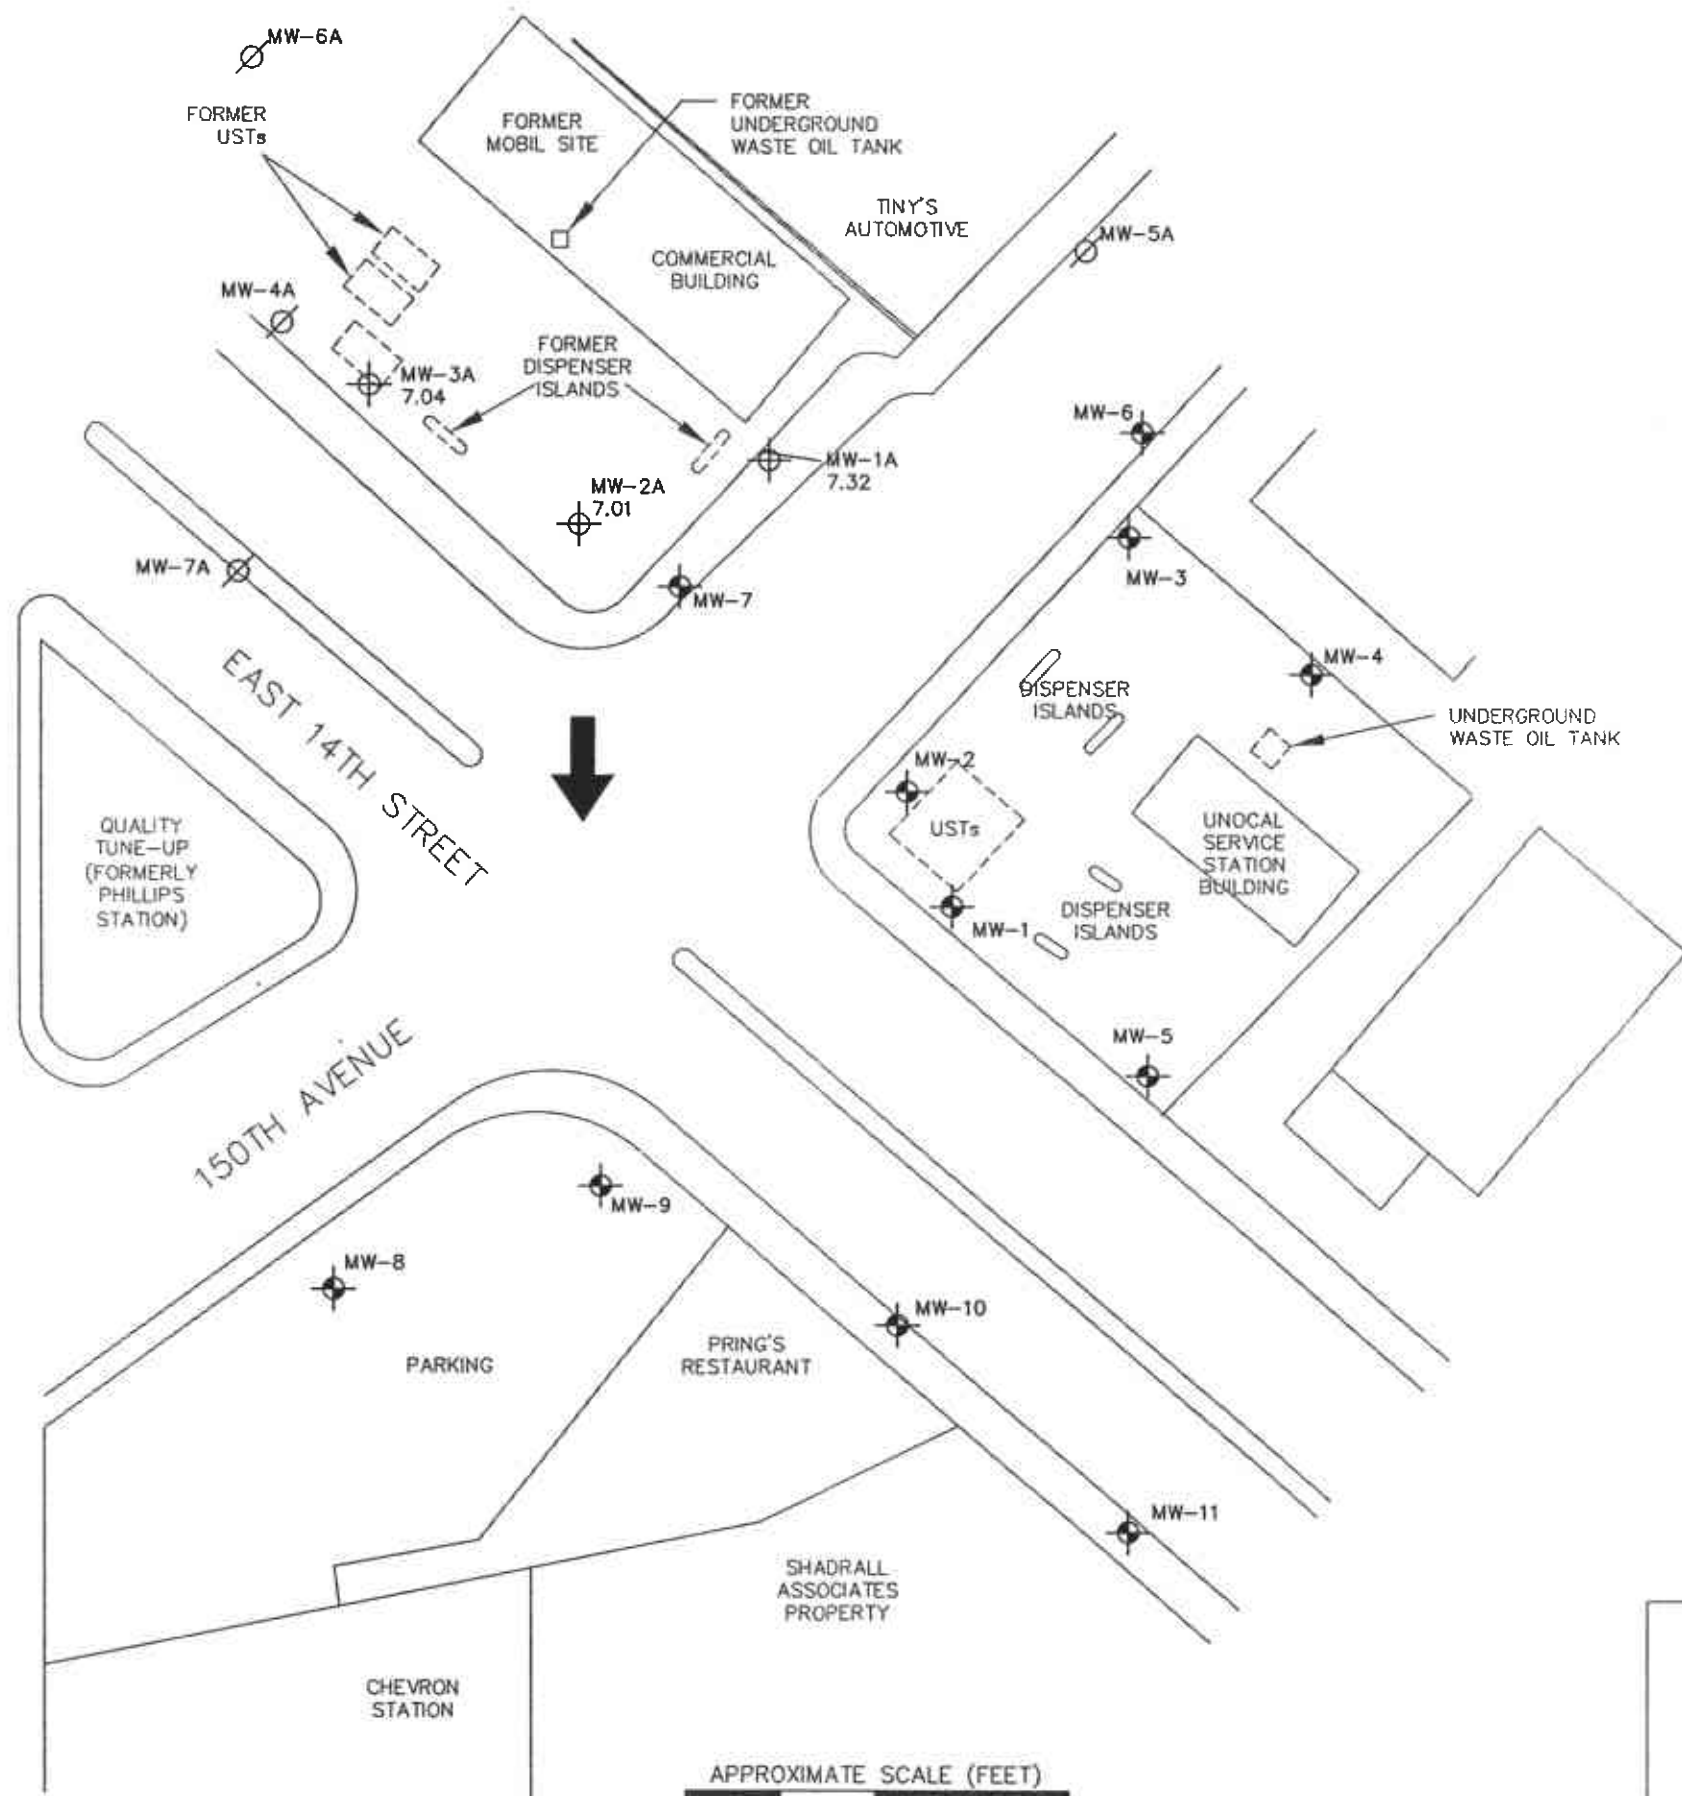 MW-6A
FORMER
USTs
FORMER
MOBIL SITE
FORMER
UNDERGROUND
WASTE OIL TANK
TINY'S
AUTOMOTIVE
COMMERCIAL
BUILDING
MW-5A
MW-4A
FORMER
DISPENSER
ISLANDS
MW-3A
7.04
MW-6
MW-1A
7.32
MW-2A
7.01
MW-7A
MW-7
MW-3
MW-4
EAST 14TH STREET
DISPENSER
ISLANDS
UNDERGROUND
WASTE OIL TANK
MW-2
USTs
UNOCAL
SERVICE
STATION
BUILDING
QUALITY
TUNE-UP
(FORMERLY
PHILLIPS
STATION)
MW-1
DISPENSER
ISLANDS
MW-5
150TH AVENUE
MW-9
MW-8
MW-10
PARKING
PRING'S
RESTAURANT
MW-11
SHADRALL
ASSOCIATES
PROPERTY
CHEVRON
STATION
APPROXIMATE SCALE (FEET)